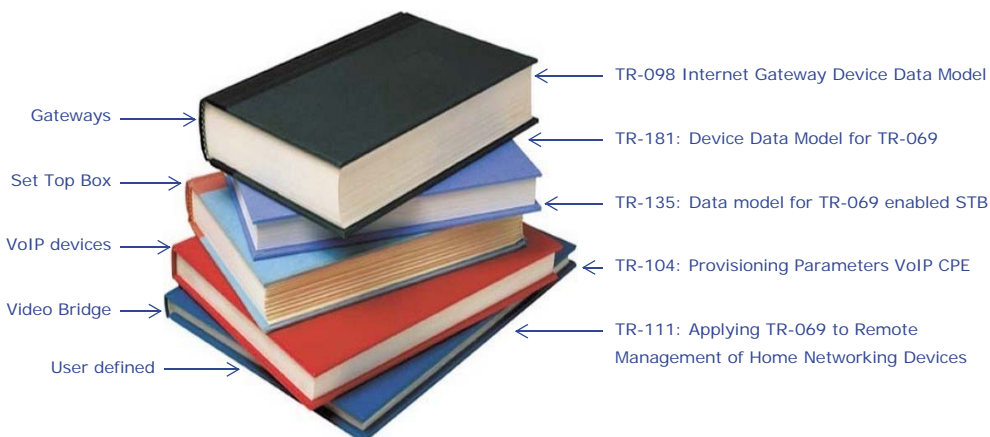 Gateways
Set Top Box
VoIP devices
Video Bridge
User defined
TR-098 Internet Gateway Device Data Model
TR-181: Device Data Model for TR-069
TR-135: Data model for TR-069 enabled STB
TR-104: Provisioning Parameters VoIP CPE
TR-111: Applying TR-069 to Remote
Management of Home Networking Devices